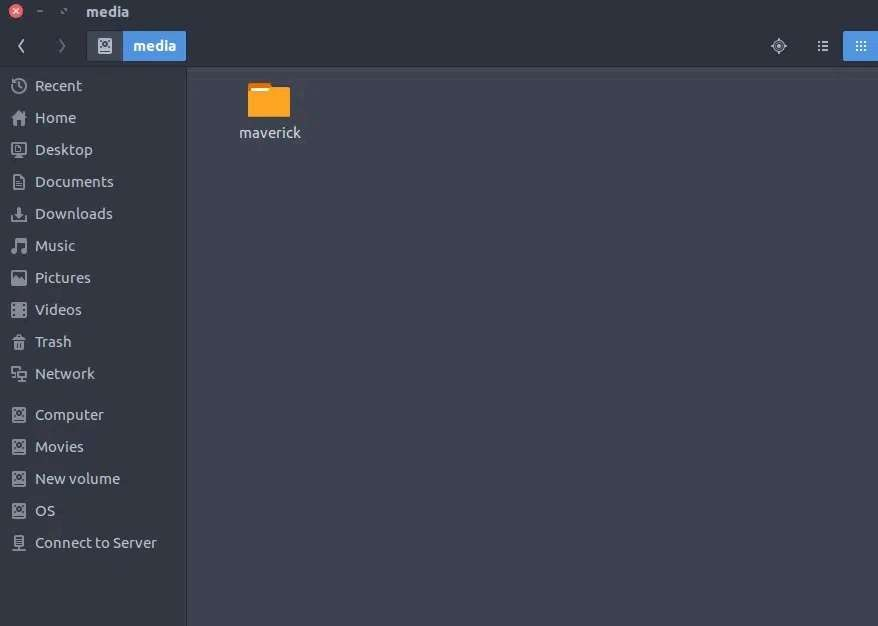 media
media
Recent
Home
Desktop
Documents
Downloads
Music
Pictures
Videos
Trash
Network
Computer
Movies
New volume
OS
Connect to Server
maverick